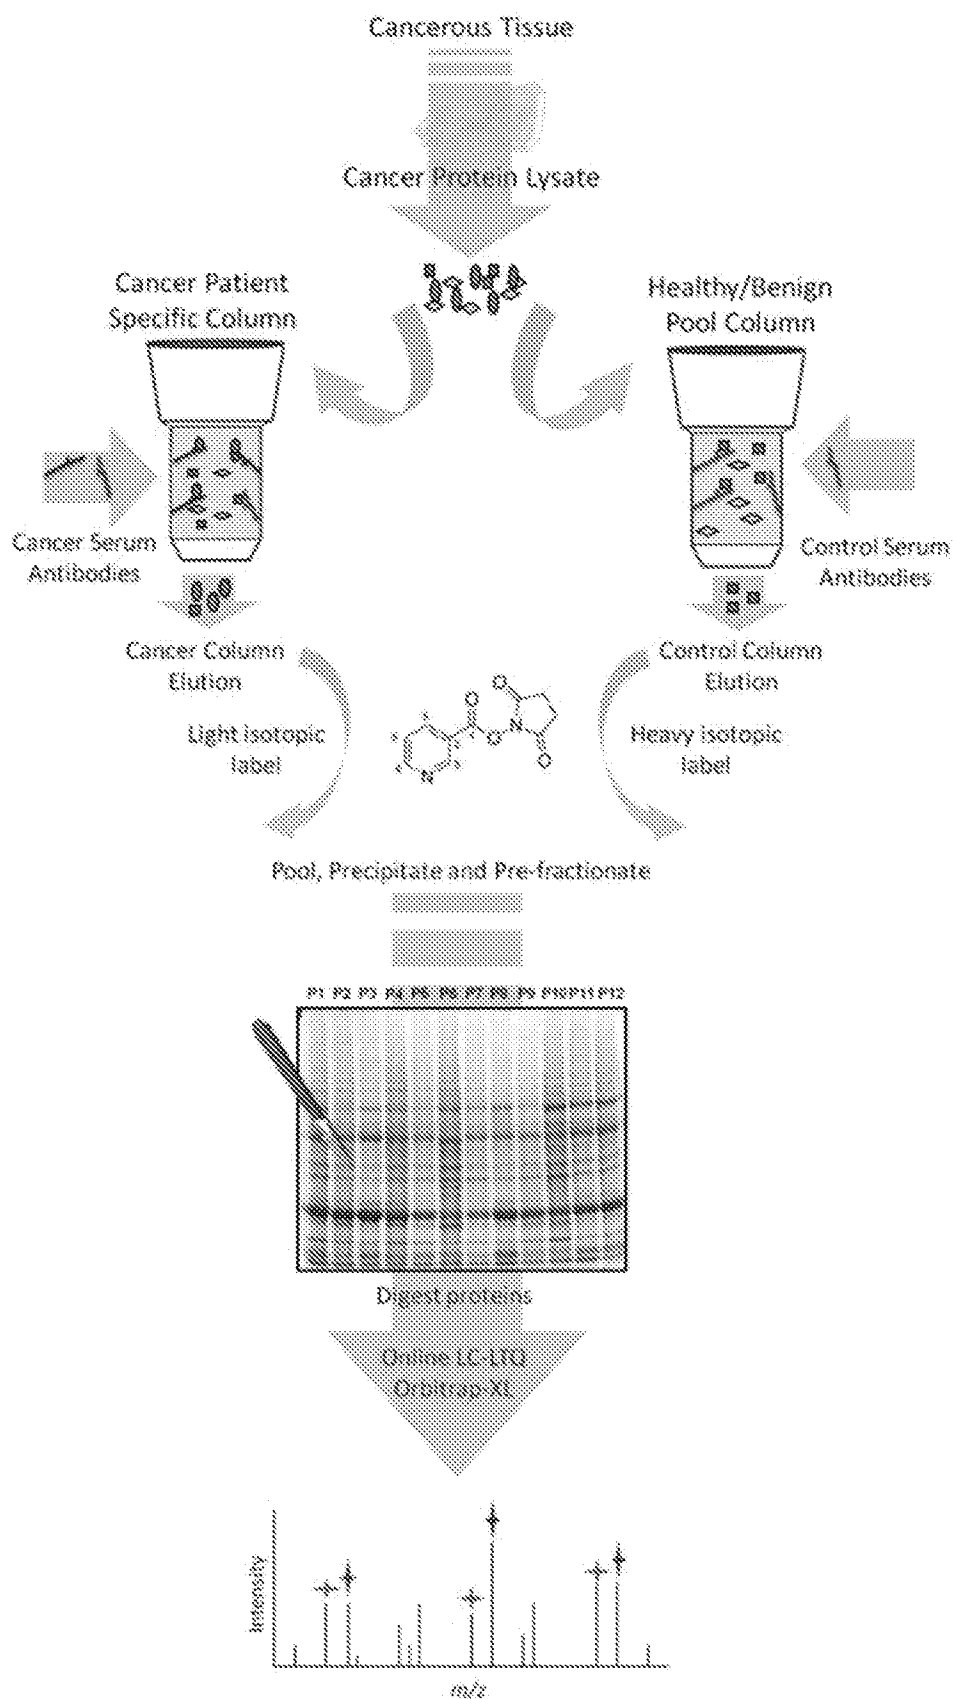 Cancerous Tissue
Cancer Protein Lysate
Cancer Patient
Specific Column
Healthy/Benign
Pool Column
Cancer Serum
Antibodies
Control Serum
Antibodies
Cancer Column
Elution
Control Column
Elution
Light isotopic
label
O
O
N
O
O
N
Heavy isotopic
label
Pool, Precipitate and Pre-fractionate
P1 P2 P3 P4 P5 P6 P7 P8 P9 P10 P11 P12
Digest proteins
Online LC-LTQ
Orbitrap-XL
Intensity
m/z